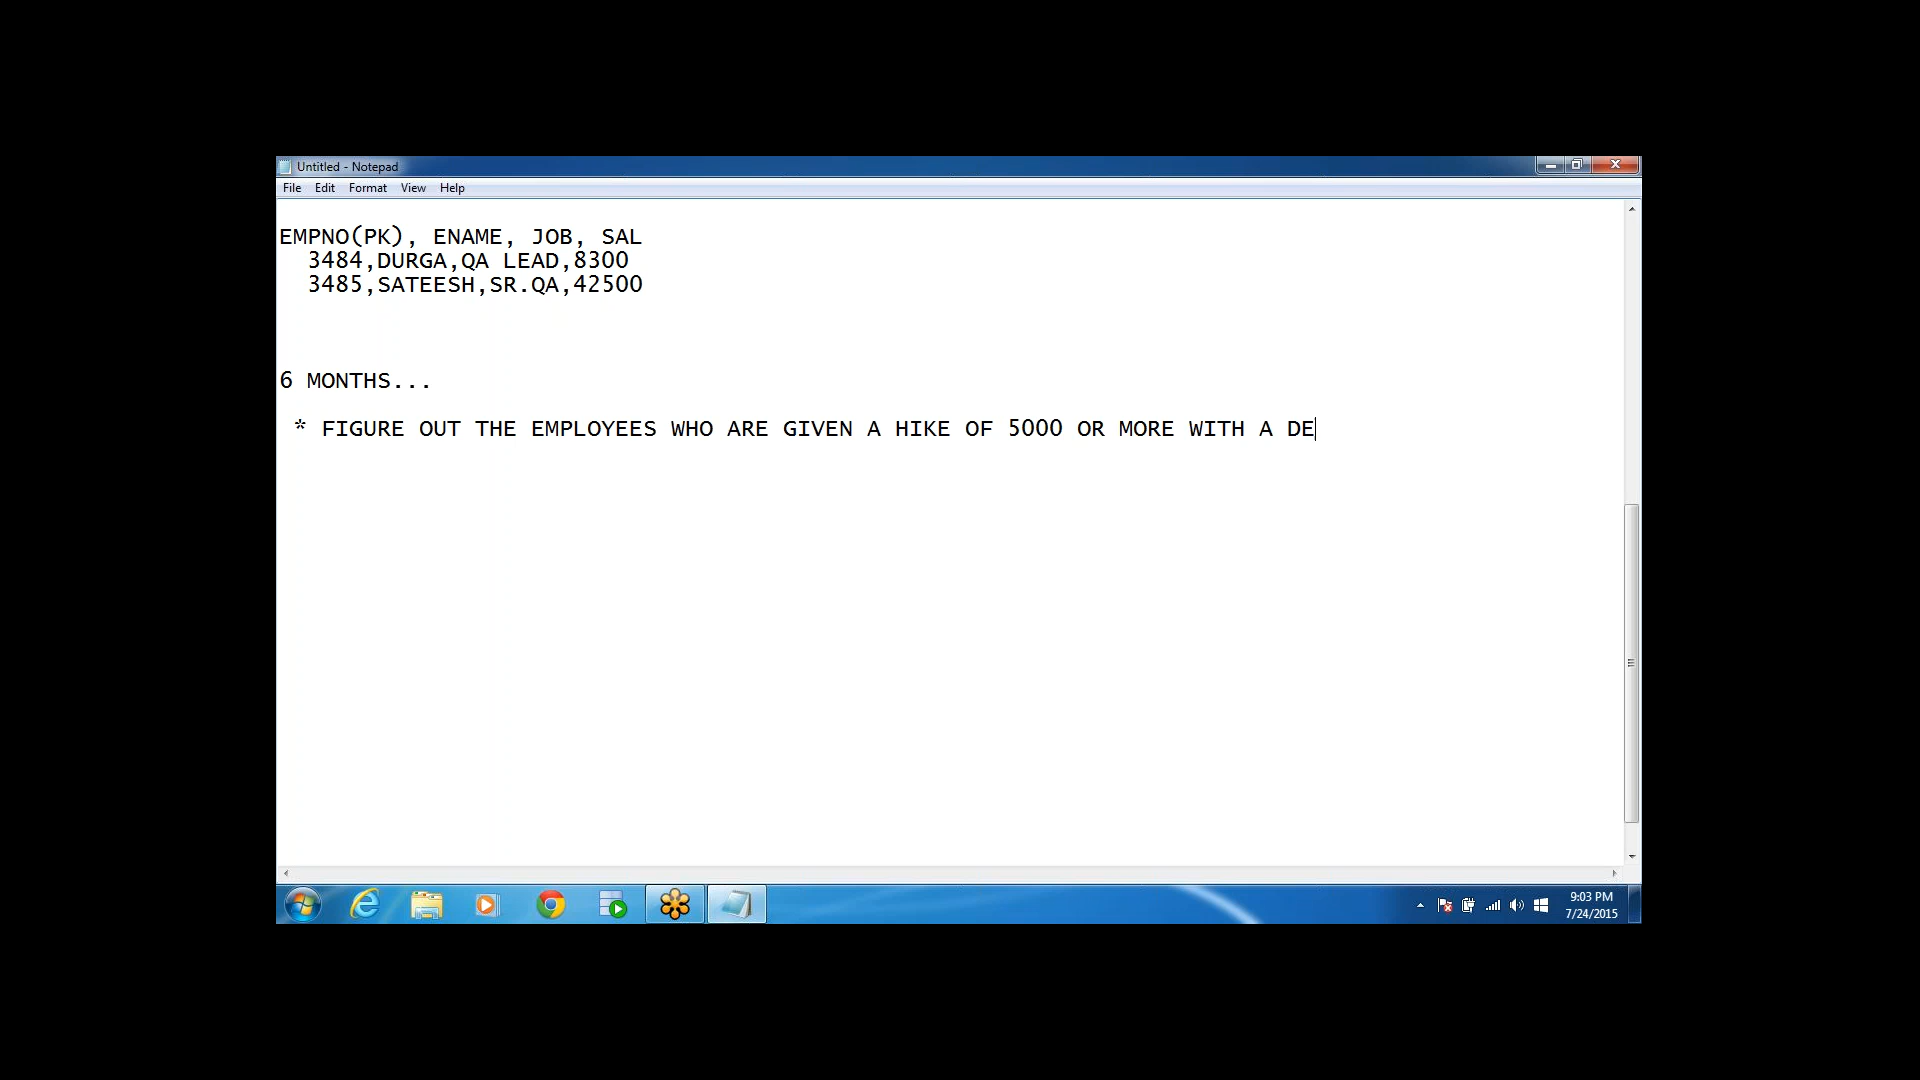 Untitled - Notepad
File Edit Format View Help
EMPNO(PK), ENAME, JOB, SAL
3484,DURGA,QA LEAD,8300
3485,SATEESH,SR.QA,42500
6 MONTHS...
* FIGURE OUT THE EMPLOYEES WHO ARE GIVEN A HIKE OF 5000 OR MORE WITH A DE
9:03 PM
7/24/2015